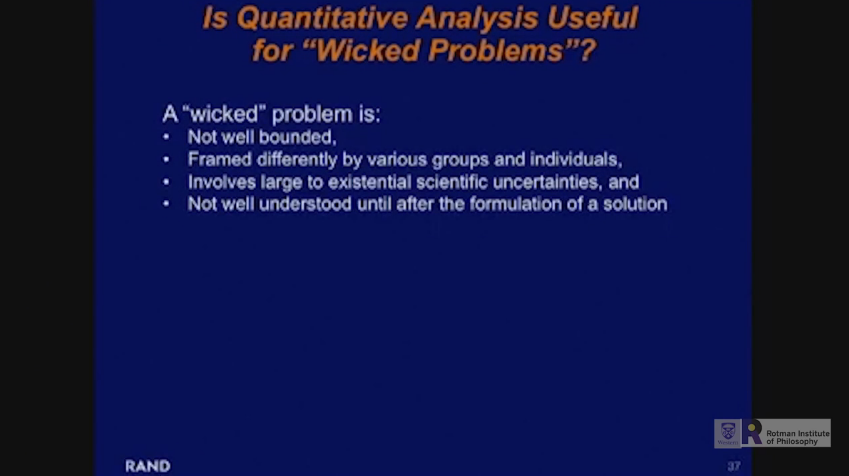 Is Quantitative Analysis Useful
for “Wicked Problems”?
A “wicked” problem is:
• Not well bounded,
• Framed differently by various groups and individuals,
• Involves large to existential scientific uncertainties, and
• Not well understood until after the formulation of a solution
Rotman Institute
of Philosophy
RAND
37